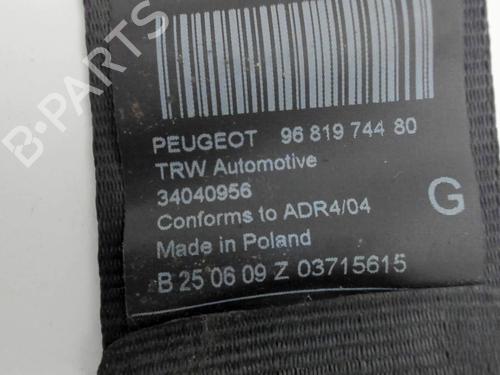 B-PARTS
PEUGEOT 96 819 744 80
TRW Automotive
34040956
Conforms to ADR4/04
Made in Poland
G
B 25 06 09 Z 03715615